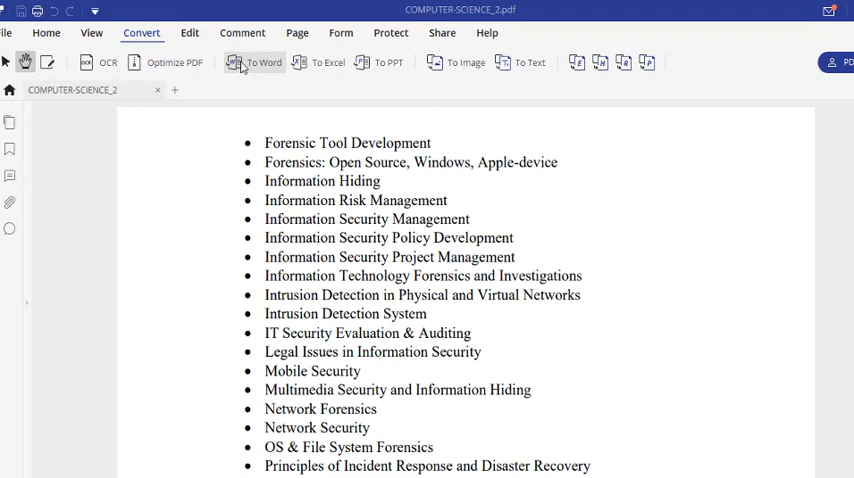 COMPUTER-SCIENCE_2.pdf
ile Home View Convert Edit Comment Page Form Protect Share Help
OCR OCR Optimize PDF W To Word X To Excel P To PPT To Image T To Text E H R P PD
COMPUTER-SCIENCE_2 × +
• Forensic Tool Development
• Forensics: Open Source, Windows, Apple-device
• Information Hiding
• Information Risk Management
• Information Security Management
• Information Security Policy Development
• Information Security Project Management
• Information Technology Forensics and Investigations
• Intrusion Detection in Physical and Virtual Networks
• Intrusion Detection System
• IT Security Evaluation & Auditing
• Legal Issues in Information Security
• Mobile Security
• Multimedia Security and Information Hiding
• Network Forensics
• Network Security
• OS & File System Forensics
• Principles of Incident Response and Disaster Recovery